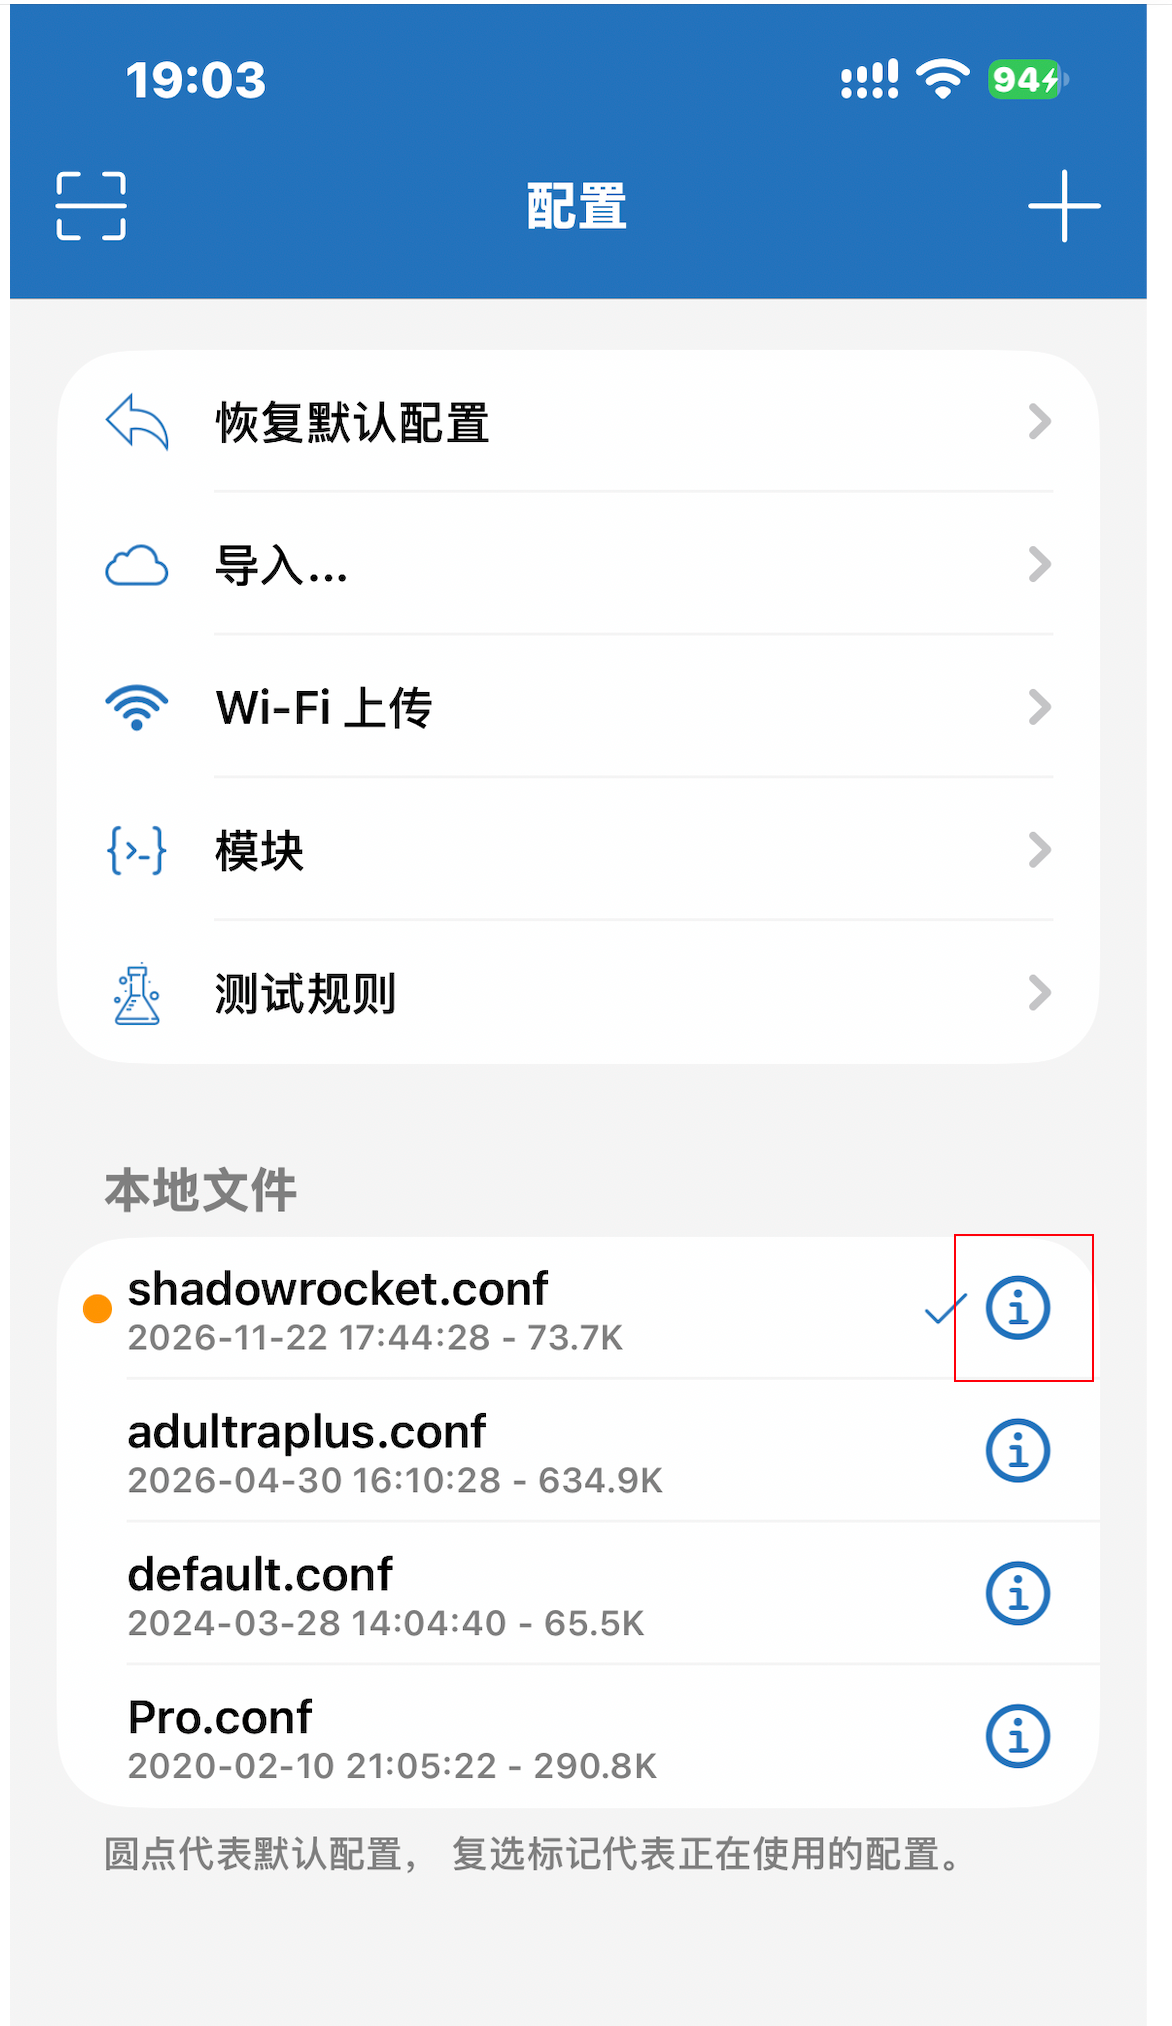 19:03
94
配置
恢复默认配置
导入...
Wi-Fi 上传
模块
测试规则
本地文件
shadowrocket.conf
2026-11-22 17:44:28 - 73.7K
adultraplus.conf
2026-04-30 16:10:28 - 634.9K
default.conf
2024-03-28 14:04:40 - 65.5K
Pro.conf
2020-02-10 21:05:22 - 290.8K
圆点代表默认配置， 复选标记代表正在使用的配置。